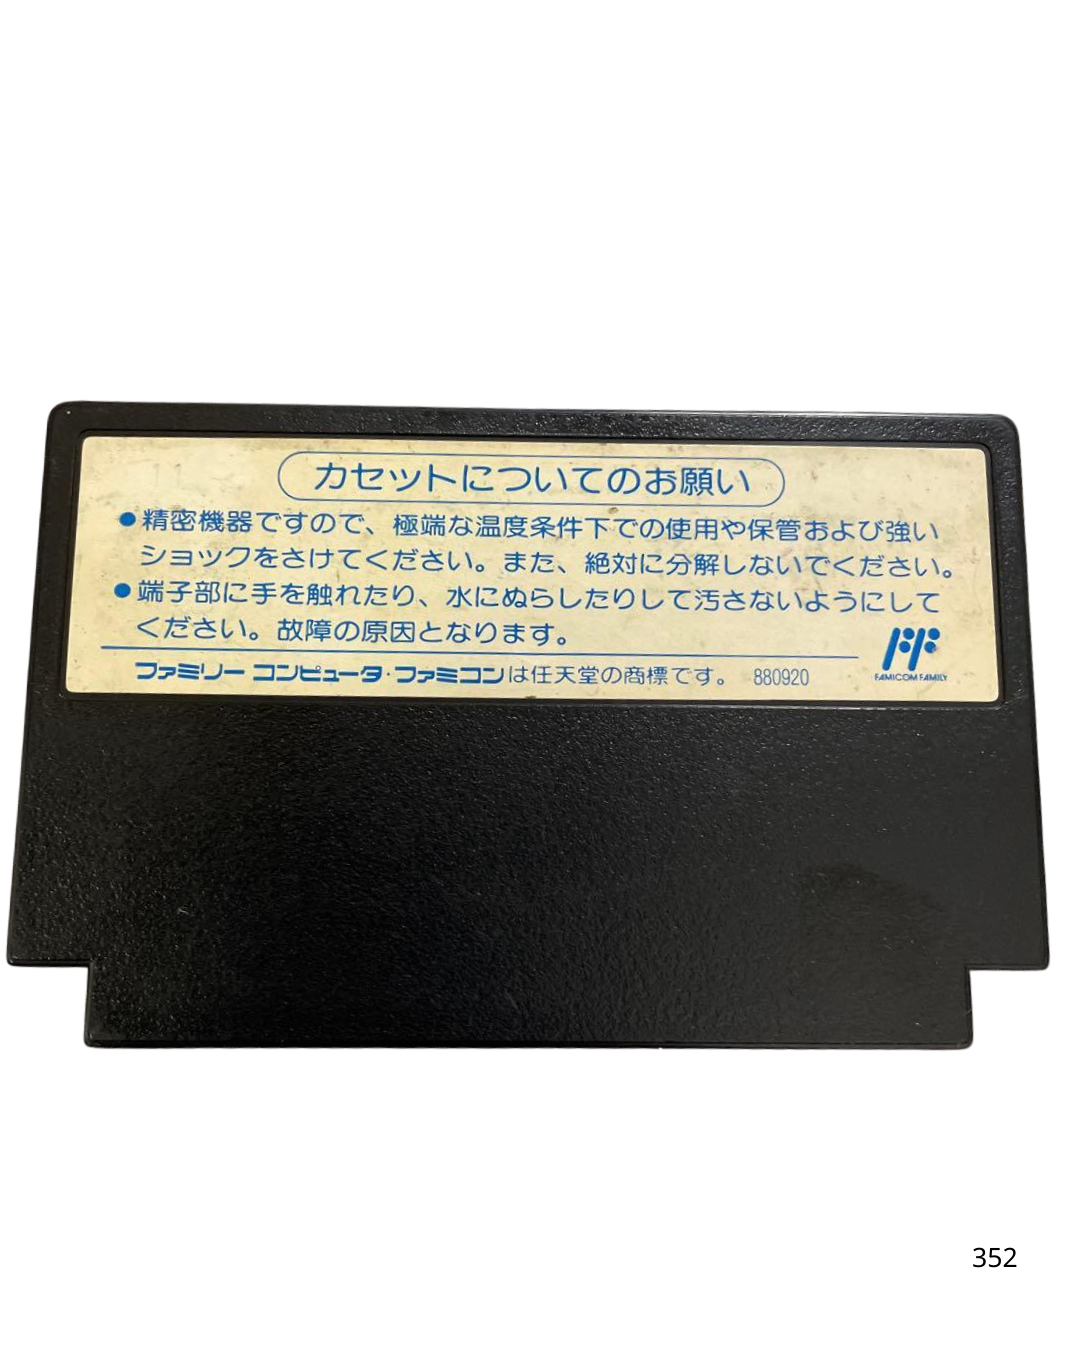 カセットについてのお願い
●精密機器ですので、極端な温度条件下での使用や保管および強い
ショックをさけてください。また、絶対に分解しないでください。
●端子部に手を触れたり、水にぬらしたりして汚さないようにして
ください。故障の原因となります。
ファミリー コンピュータ・ファミコンは任天堂の商標です。 880920
FAMICOM FAMILY
352